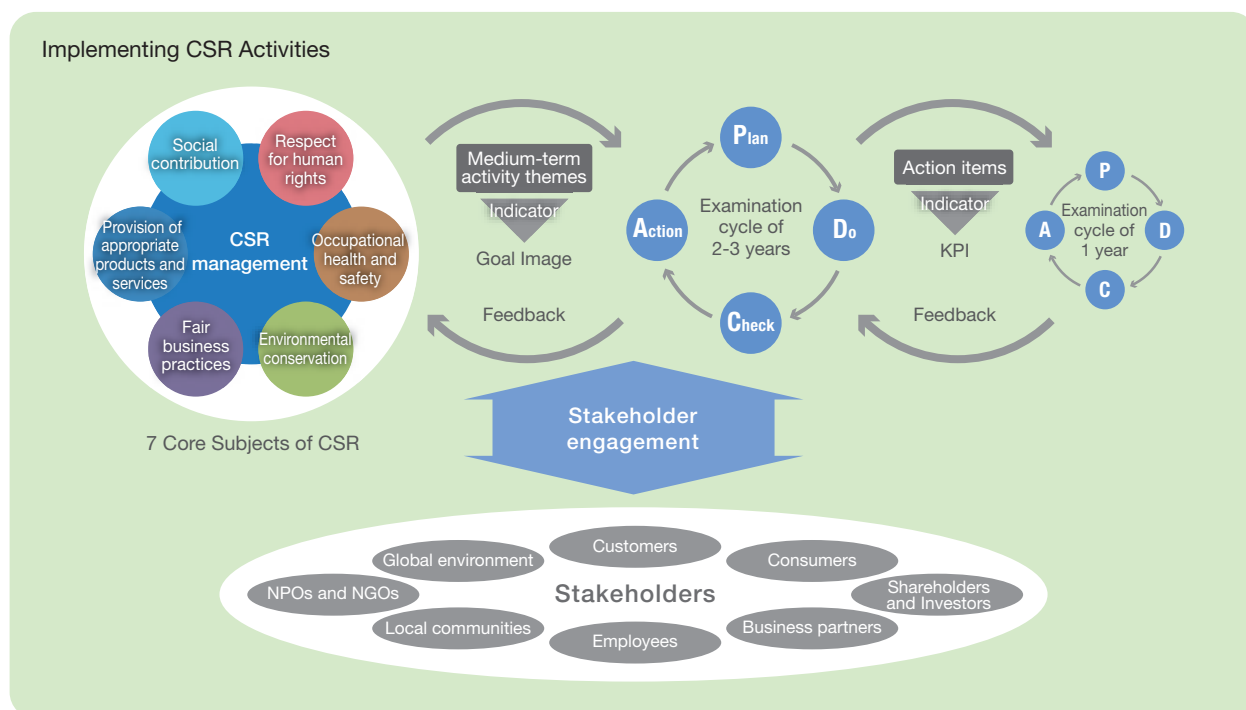 Implementing CSR Activities
Social
contribution
Respect
for human
rights
Provision of
appropriate
products and
services
CSR
management
Occupational
health and
safety
Fair
business
practices
Environmental
conservation
7 Core Subjects of CSR
Medium-term
activity themes
Indicator
Goal Image
Feedback
Plan
Action
Examination
cycle of
2-3 years
Do
Check
Action items
Indicator
KPI
Feedback
P
A
Examination
cycle of
1 year
D
C
Stakeholder
engagement
Customers
Global environment
Consumers
NPOs and NGOs
Stakeholders
Shareholders
and Investors
Local communities
Employees
Business partners